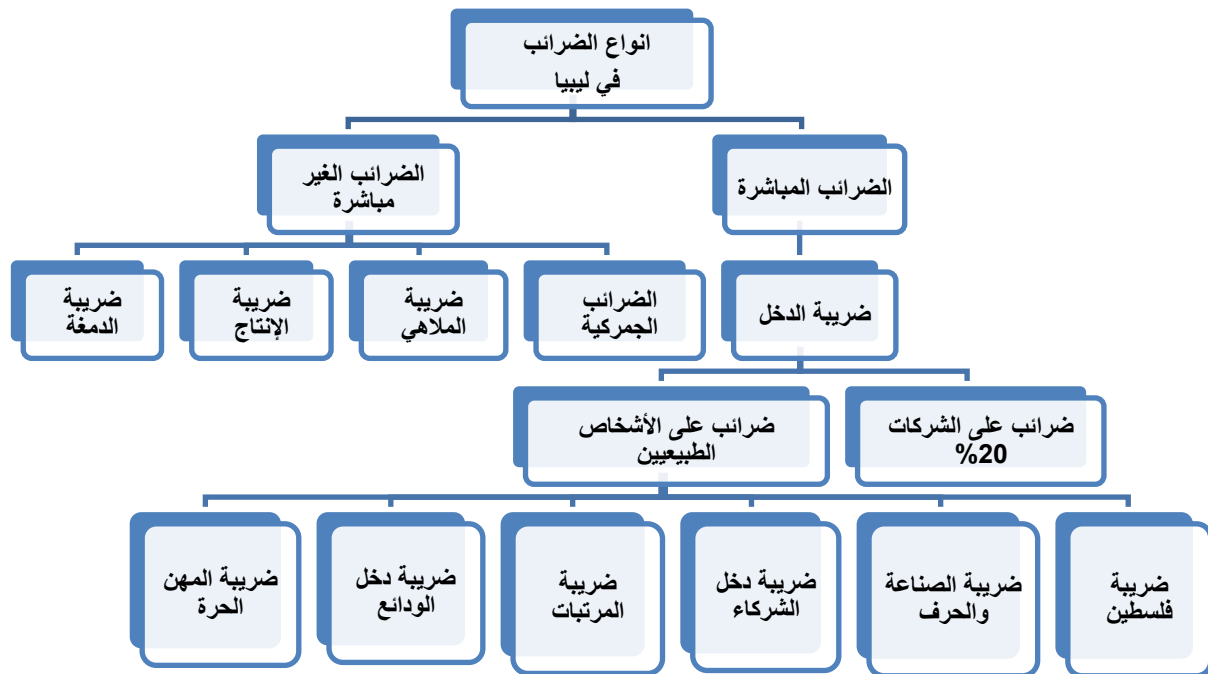 انواع الضرائب
في ليبيا
الضرائب المباشرة
الضرائب الغير
مباشرة
ضريبة الدخل
الضرائب
الجمركية
ضريبة
الملاهي
ضريبة
الإنتاج
ضريبة
الدمغة
ضرائب على الشركات
20%
ضرائب على الأشخاص
الطبيعيين
ضريبة
فلسطين
ضريبة الصناعة
والحرف
ضريبة دخل
الشركاء
ضريبة
المرتبات
ضريبة دخل
الودائع
ضريبة المهن
الحرة